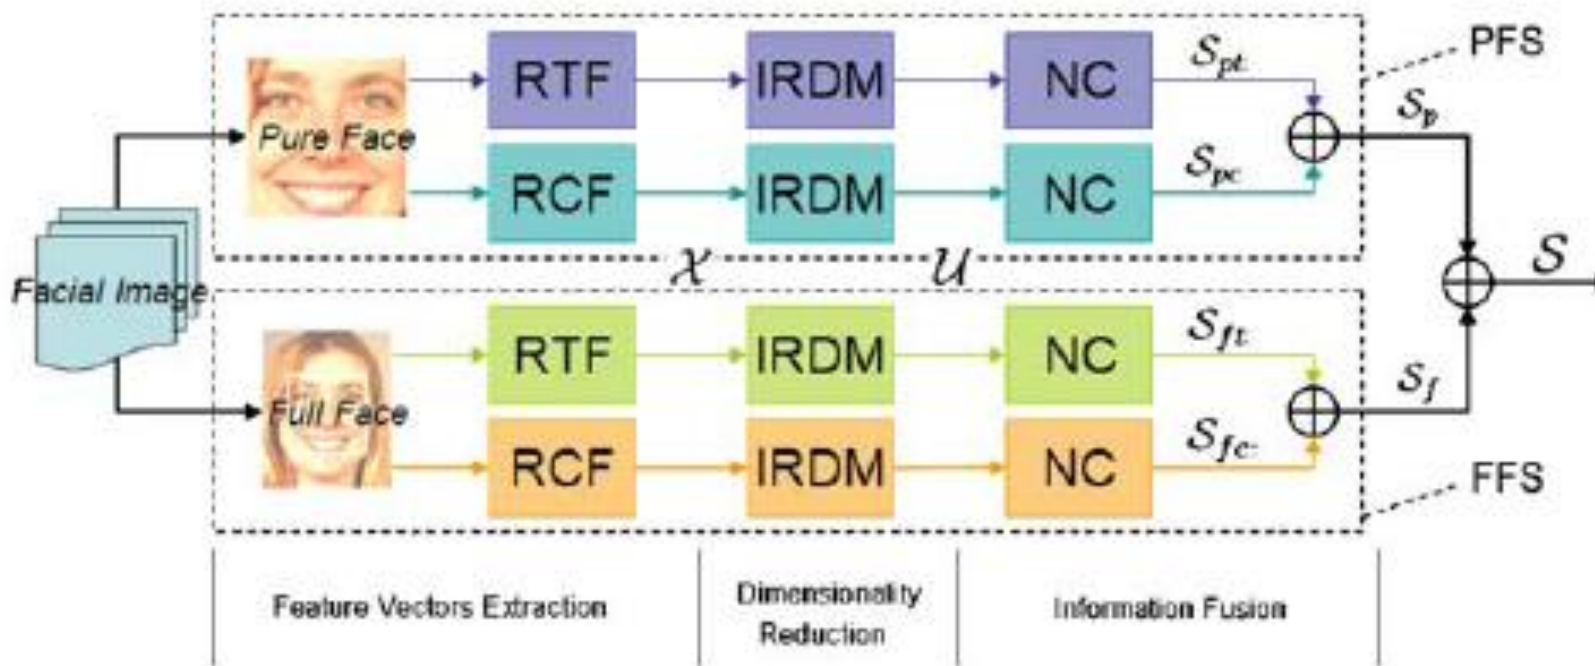 PFS
Pure Face
RTF
IRDM
NC
S_pt
S_p
RCF
IRDM
NC
S_pc
X
U
S
Facial Image
Full Face
RTF
IRDM
NC
S_ft
S_f
RCF
IRDM
NC
S_fc
FFS
Feature Vectors Extraction
Dimensionality
Reduction
Information Fusion